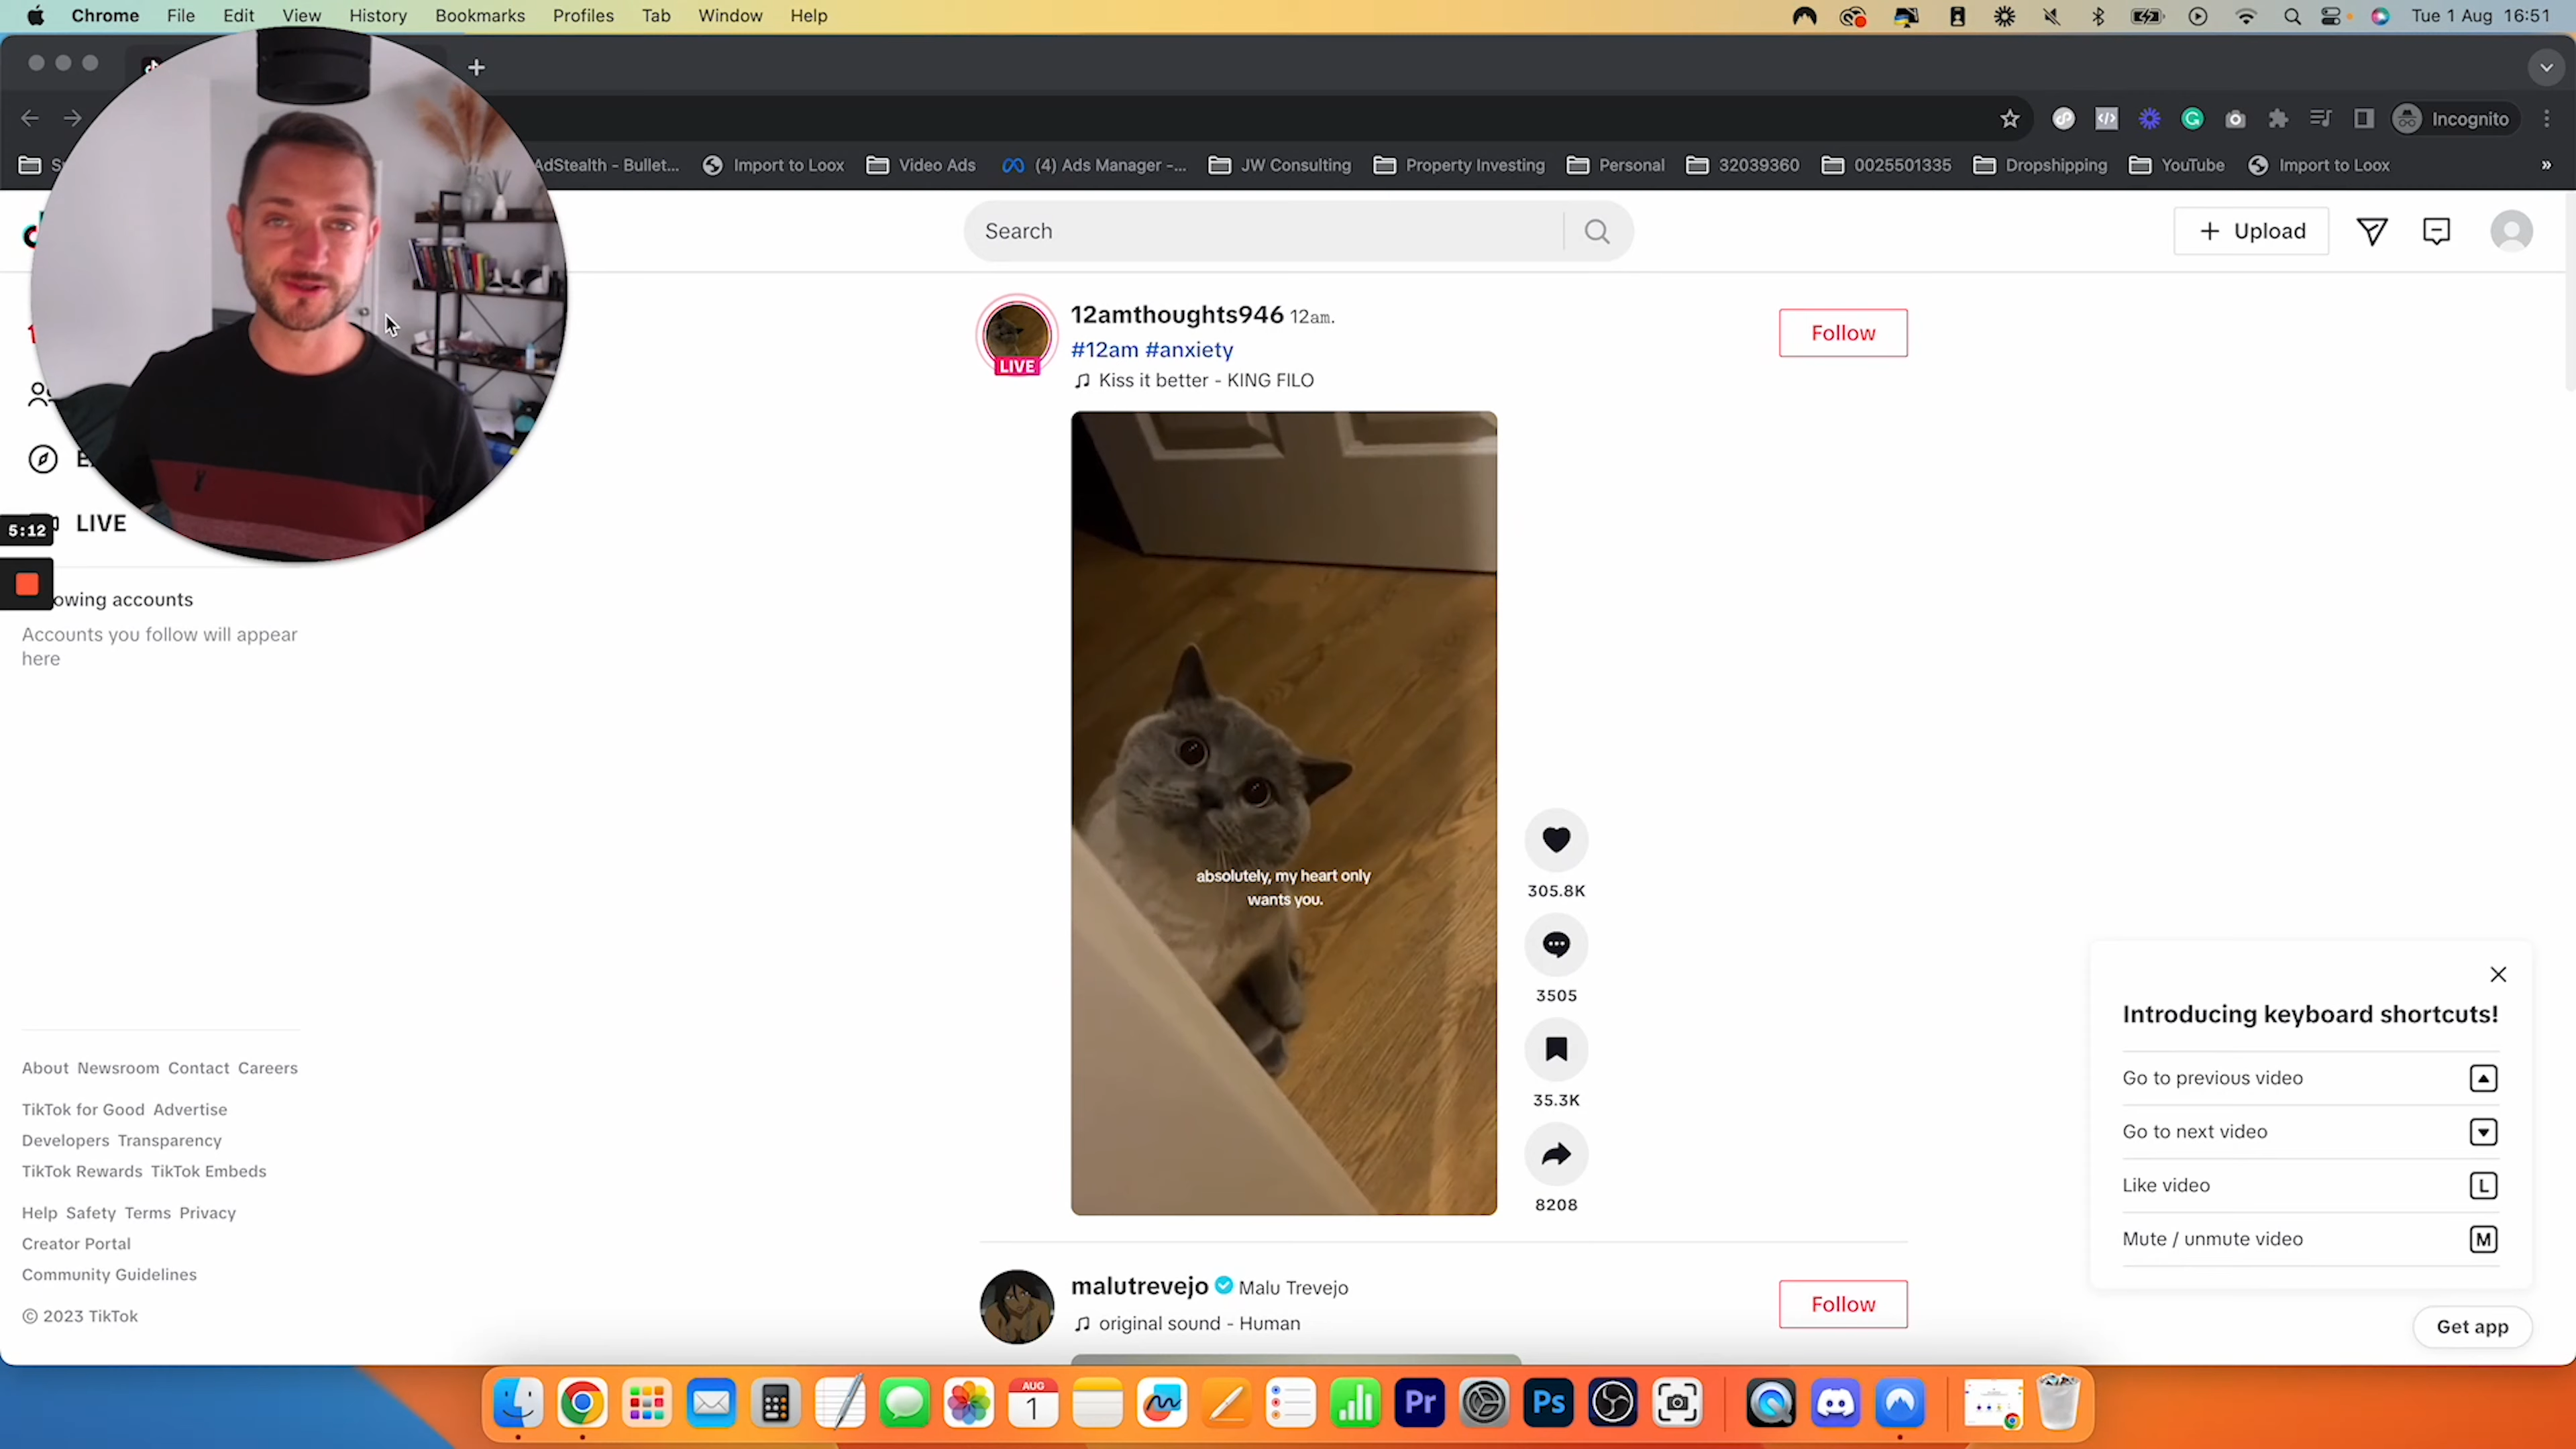 Chrome File Edit View History Bookmarks Profiles Tab Window Help Tue 1 Aug 16:51
Incognito
AdStealth - Bullet... Import to Loox Video Ads (4) Ads Manager -... JW Consulting Property Investing Personal 32039360 0025501335 Dropshipping YouTube Import to Loox »
Search
Upload
12amthoughts946 12am.
#12am #anxiety
Kiss it better - KING FILO
Follow
LIVE
5:12
LIVE
owing accounts
Accounts you follow will appear
here
absolutely, my heart only
wants you.
305.8K
3505
35.3K
8208
Introducing keyboard shortcuts!
Go to previous video
Go to next video
Like video L
Mute / unmute video M
About Newsroom Contact Careers
TikTok for Good Advertise
Developers Transparency
TikTok Rewards TikTok Embeds
Help Safety Terms Privacy
Creator Portal
Community Guidelines
© 2023 TikTok
malutrevejo Malu Trevejo
original sound - Human
Follow
Get app
AUG
1
Pr
Ps